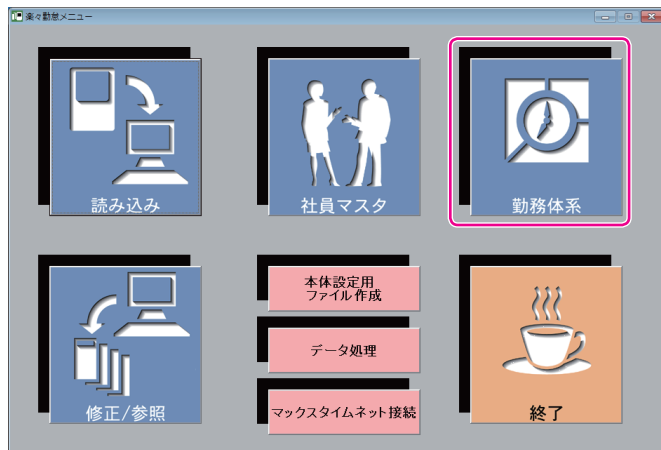 楽々勤怠メニュー
読み込み
社員マスタ
勤務体系
修正/参照
本体設定用
ファイル作成
データ処理
マックスタイムネット接続
終了